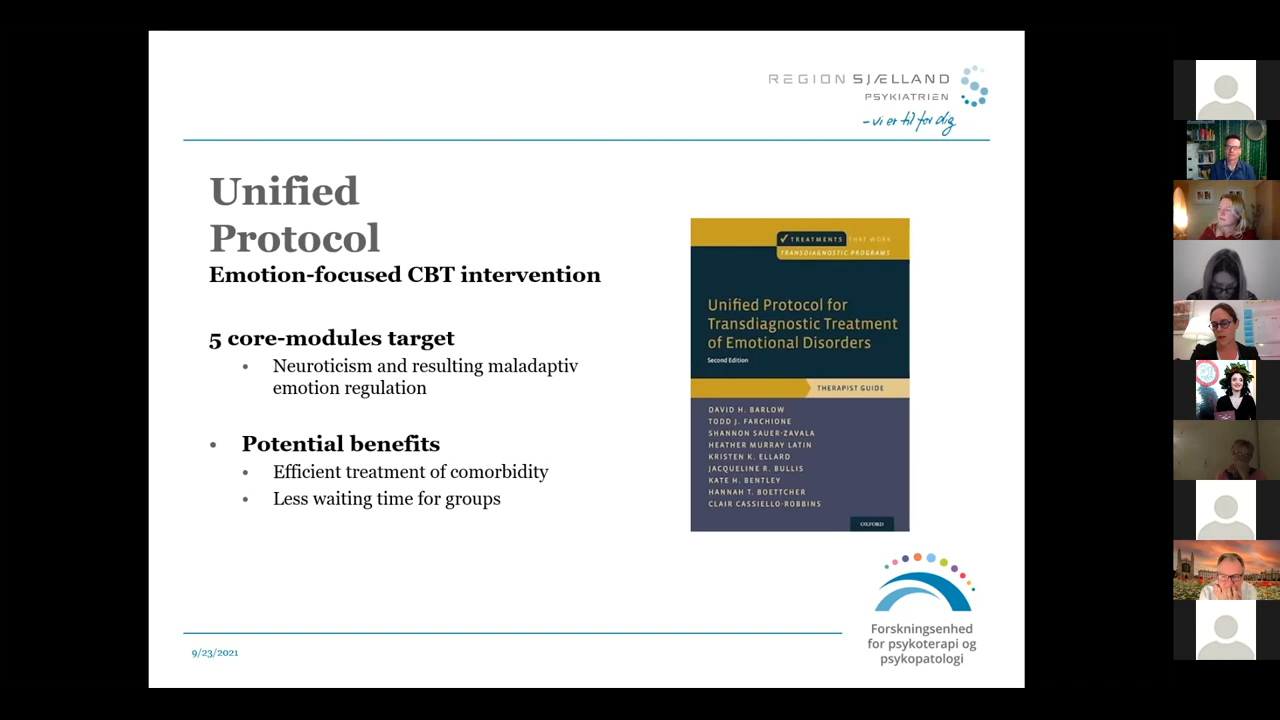 REGION SJÆLLAND
PSYKIATRIEN
– vi er til for dig
Unified
Protocol
Emotion-focused CBT intervention
5 core-modules target
• Neuroticism and resulting maladaptiv
emotion regulation
• Potential benefits
• Efficient treatment of comorbidity
• Less waiting time for groups
✓ TREATMENTS THAT WORK
TRANSDIAGNOSTIC PROGRAMS
Unified Protocol for
Transdiagnostic Treatment
of Emotional Disorders
Second Edition
THERAPIST GUIDE
DAVID H. BARLOW
TODD J. FARCHIONE
SHANNON SAUER-ZAVALA
HEATHER MURRAY LATIN
KRISTEN K. ELLARD
JACQUELINE R. BULLIS
KATE H. BENTLEY
HANNAH T. BOETTCHER
CLAIR CASSIELLO-ROBBINS
OXFORD
Forskningsenhed
for psykoterapi og
psykopatologi
9/23/2021